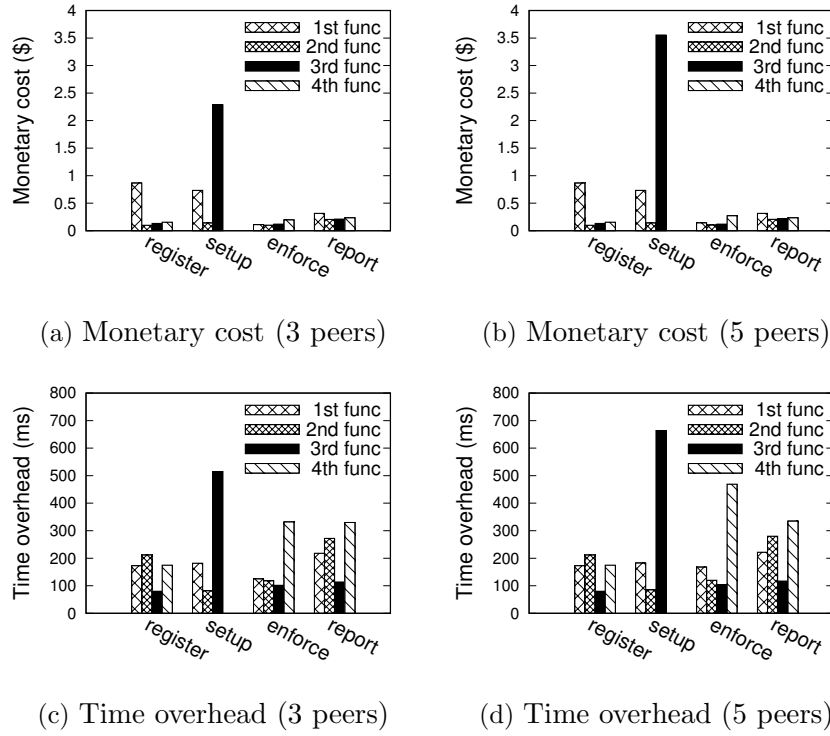 Monetary cost ($)
4
3.5
3
2.5
2
1.5
1
0.5
0
1st func
2nd func
3rd func
4th func
register
setup
enforce
report
(a) Monetary cost (3 peers)
Monetary cost ($)
4
3.5
3
2.5
2
1.5
1
0.5
0
1st func
2nd func
3rd func
4th func
register
setup
enforce
report
(b) Monetary cost (5 peers)
Time overhead (ms)
800
700
600
500
400
300
200
100
0
1st func
2nd func
3rd func
4th func
register
setup
enforce
report
(c) Time overhead (3 peers)
Time overhead (ms)
800
700
600
500
400
300
200
100
0
1st func
2nd func
3rd func
4th func
register
setup
enforce
report
(d) Time overhead (5 peers)